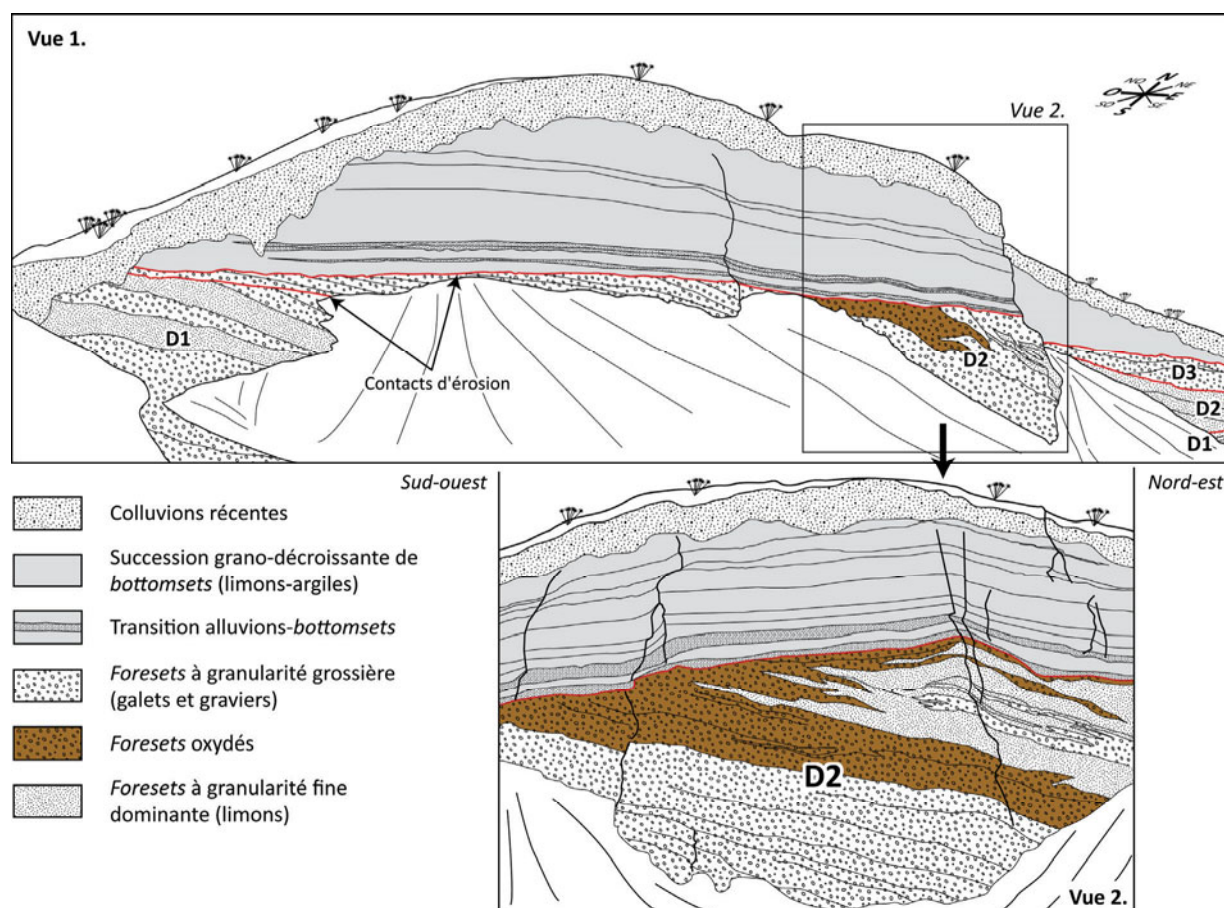 Vue 1.
N
NO
NE
O
E
SO
SE
S
Vue 2.
D1
Contacts d'érosion
D2
D3
D2
D1
Sud-ouest
Nord-est
Colluvions récentes
Succession grano-décroissante de
bottomsets (limons-argiles)
Transition alluvions-bottomsets
Foresets à granularité grossière
(galets et graviers)
Foresets oxydés
Foresets à granularité fine
dominante (limons)
D2
Vue 2.